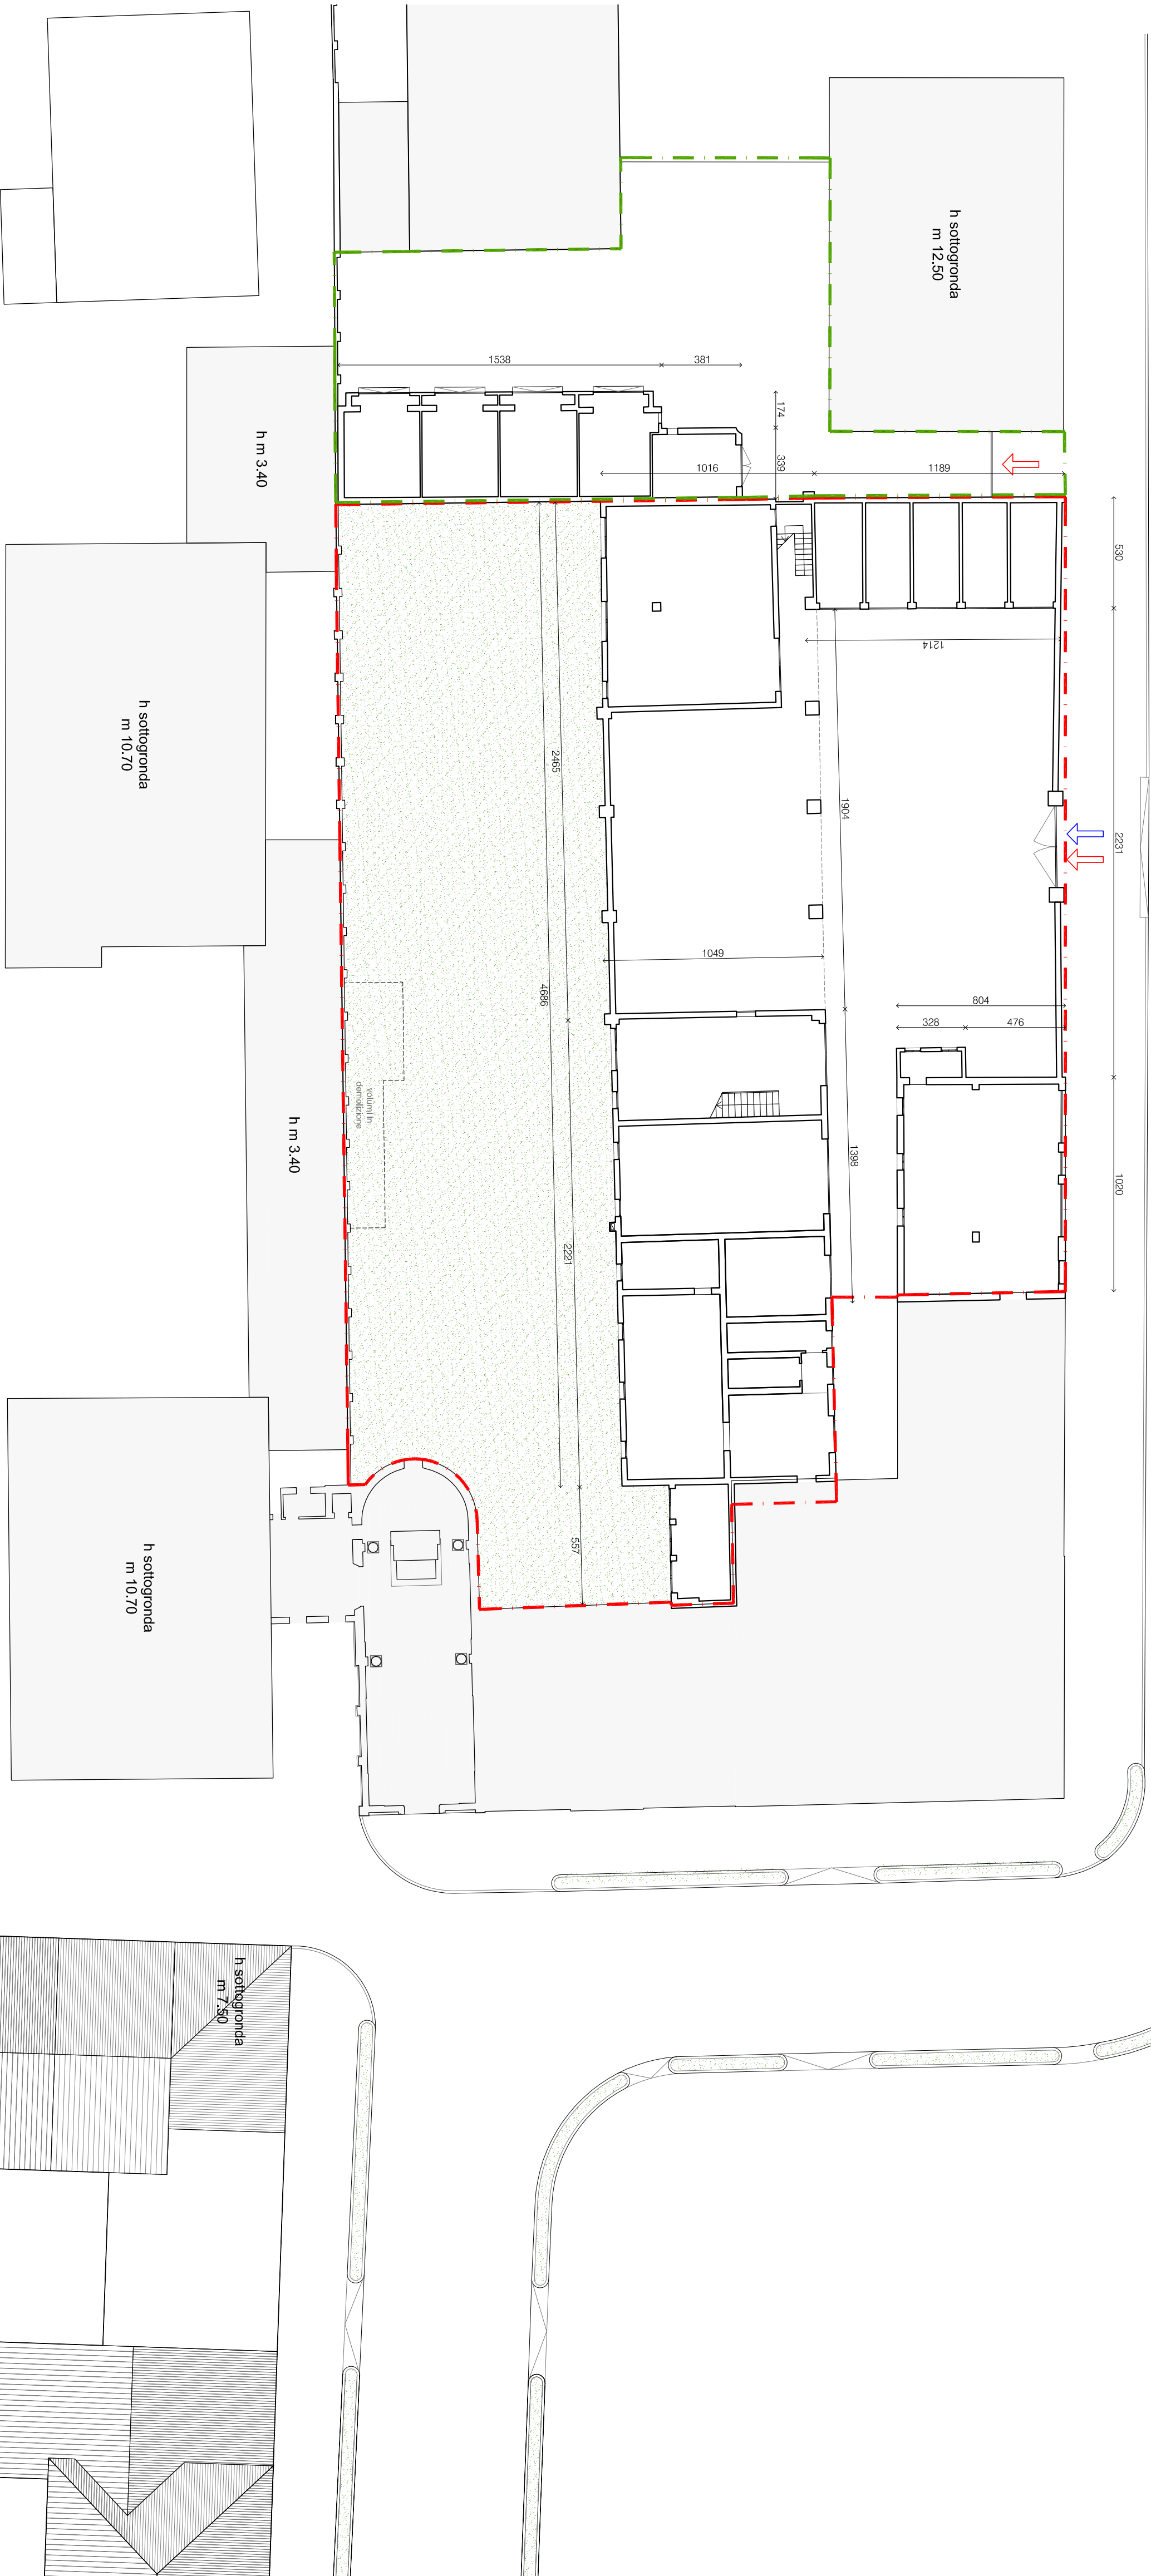 h sottogronda
m 12.50
1538
381
174
339
1016
1189
h m 3.40
530
1214
h sottogronda
m 10.70
2465
1904
2231
1049
4686
804
328
476
volumi in
demolizione
h m 3.40
1398
1020
2221
557
h sottogronda
m 10.70
h sottogronda
m 7.50